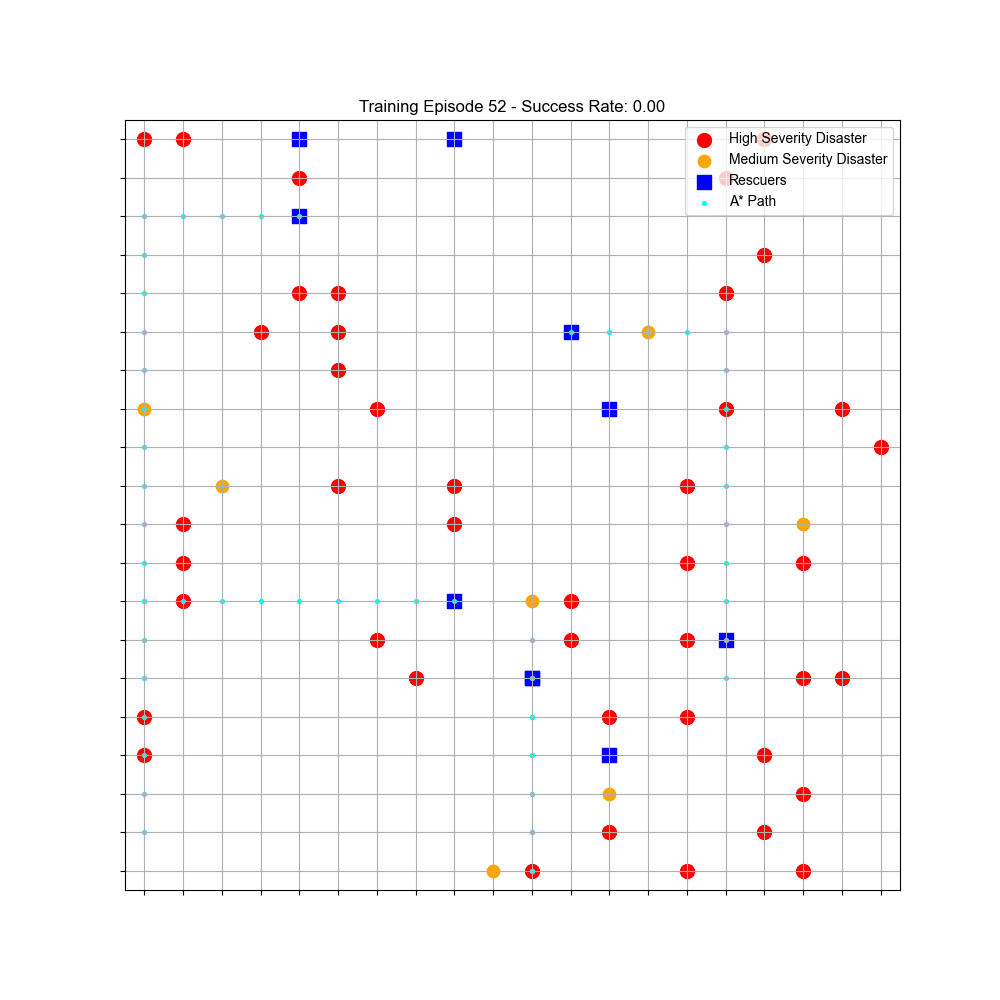 Training Episode 52 - Success Rate: 0.00
High Severity Disaster
Medium Severity Disaster
Rescuers
A* Path